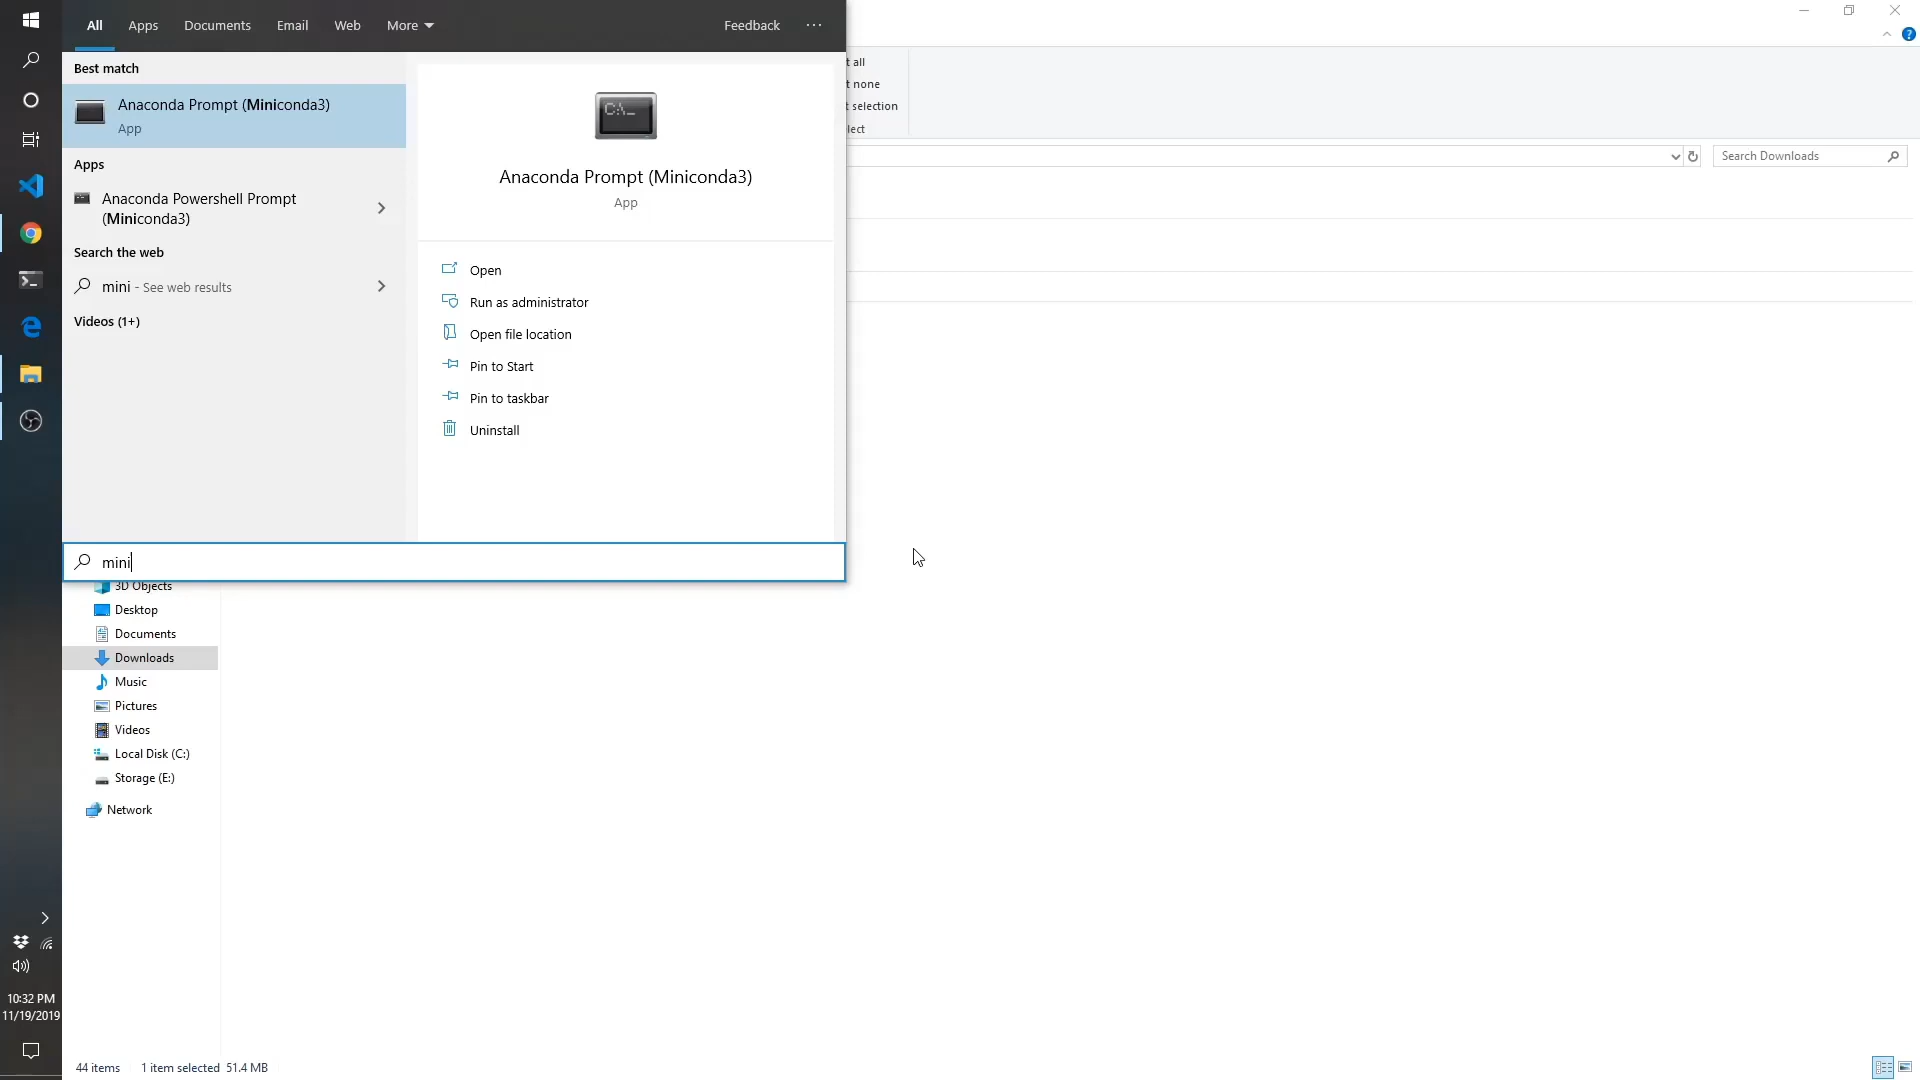 All Apps Documents Email Web More Feedback ...
Best match
Anaconda Prompt (Miniconda3)
App
Apps
Anaconda Powershell Prompt
(Miniconda3)
Search the web
mini - See web results
Videos (1+)
C:\_
Anaconda Prompt (Miniconda3)
App
Open
Run as administrator
Open file location
Pin to Start
Pin to taskbar
Uninstall
mini
t all
t none
t selection
lect
Search Downloads
?
3D Objects
Desktop
Documents
Downloads
Music
Pictures
Videos
Local Disk (C:)
Storage (E:)
Network
10:32 PM
11/19/2019
44 items 1 item selected 51.4 MB